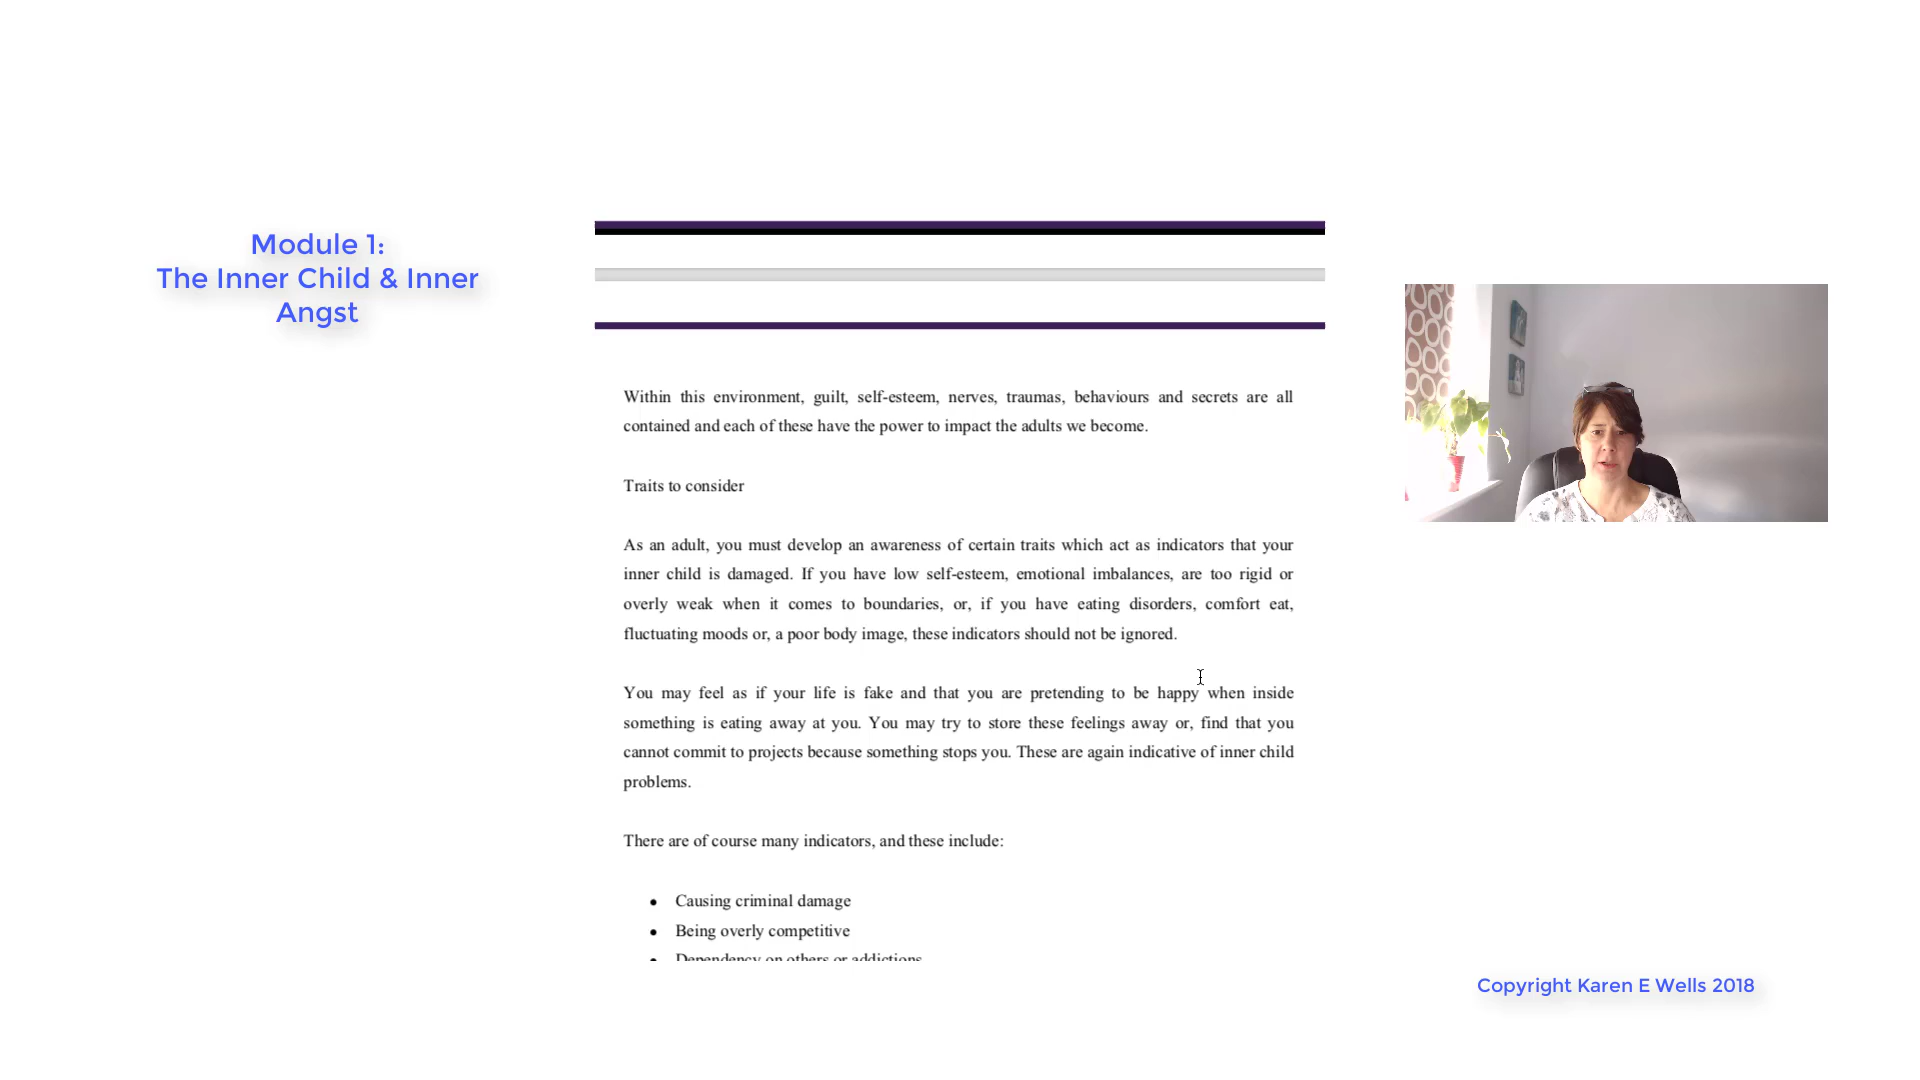 Module 1:
The Inner Child & Inner
Angst
Within this environment, guilt, self-esteem, nerves, traumas, behaviours and secrets are all
contained and each of these have the power to impact the adults we become.
Traits to consider
As an adult, you must develop an awareness of certain traits which act as indicators that your
inner child is damaged. If you have low self-esteem, emotional imbalances, are too rigid or
overly weak when it comes to boundaries, or, if you have eating disorders, comfort eat,
fluctuating moods or, a poor body image, these indicators should not be ignored.
You may feel as if your life is fake and that you are pretending to be happy when inside
something is eating away at you. You may try to store these feelings away or, find that you
cannot commit to projects because something stops you. These are again indicative of inner child
problems.
There are of course many indicators, and these include:
• Causing criminal damage
• Being overly competitive
• Dependency on others or addictions
Copyright Karen E Wells 2018